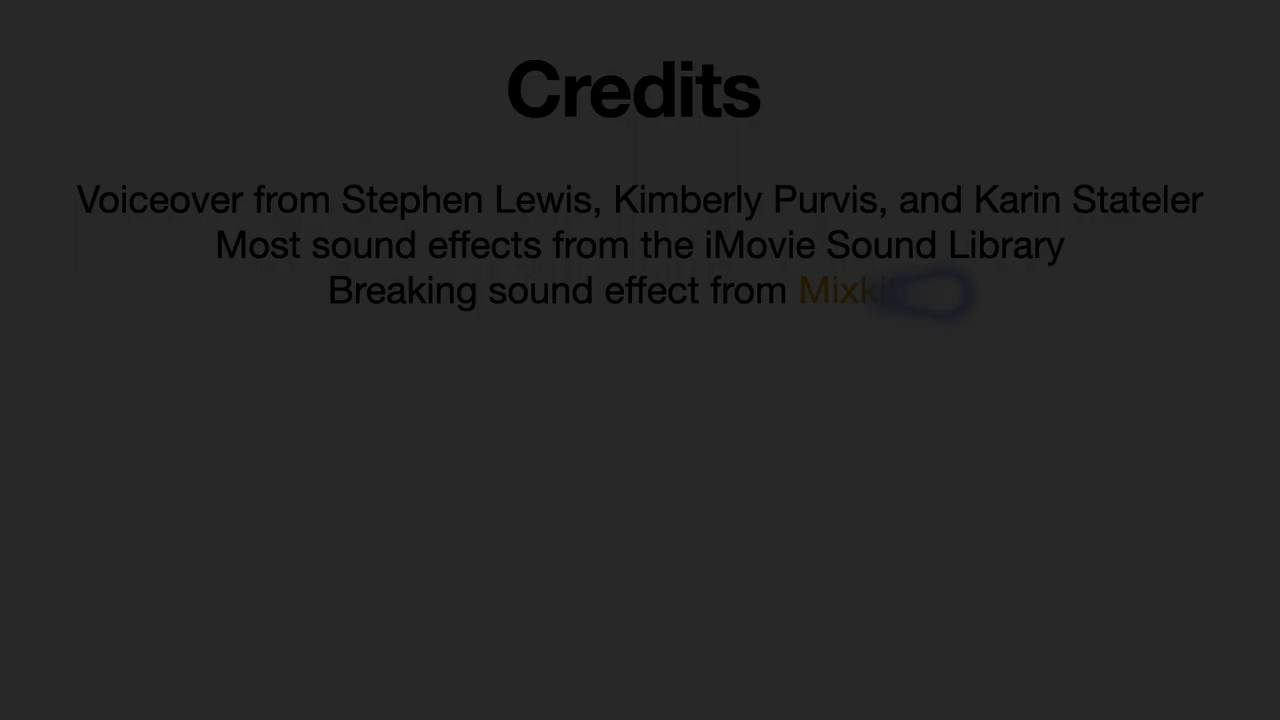 Credits
Voiceover from Stephen Lewis, Kimberly Purvis, and Karin Stateler
Most sound effects from the iMovie Sound Library
Breaking sound effect from Mixkit